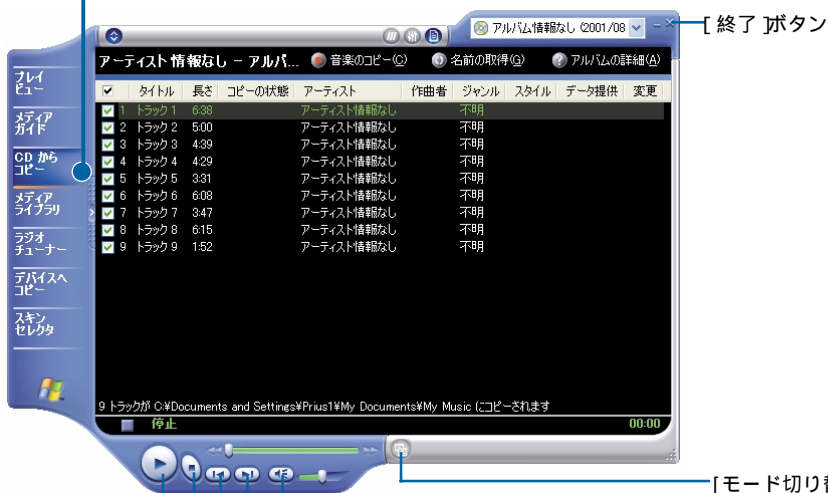 アルバム情報なし (2001/08
[ 終了 ]ボタン
アーティスト情報なし – アルバ... 音楽のコピー(C) 名前の取得(G) アルバムの詳細(A)
プレイ
ビュー
メディア
ガイド
CD から
コピー
メディア
ライブラリ
ラジオ
チューナー
デバイスへ
コピー
スキン
セレクタ
タイトル 長さ コピーの状態 アーティスト 作曲者 ジャンル スタイル データ提供 変更
1 トラック 1 6:38 アーティスト情報なし 不明
2 トラック 2 5:00 アーティスト情報なし 不明
3 トラック 3 4:39 アーティスト情報なし 不明
4 トラック 4 4:29 アーティスト情報なし 不明
5 トラック 5 3:31 アーティスト情報なし 不明
6 トラック 6 6:08 アーティスト情報なし 不明
7 トラック 7 3:47 アーティスト情報なし 不明
8 トラック 8 6:15 アーティスト情報なし 不明
9 トラック 9 1:52 アーティスト情報なし 不明
9 トラックが C:¥Documents and Settings¥Prius1¥My Documents¥My Music にコピーされます
停止 00:00
[モード切り替